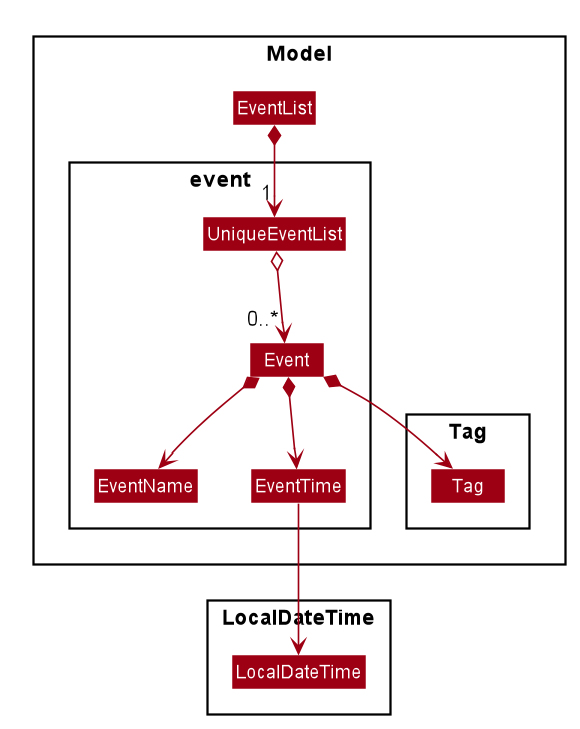 Model
EventList
event
1
UniqueEventList
0..*
Event
Tag
EventName
EventTime
Tag
LocalDateTime
LocalDateTime